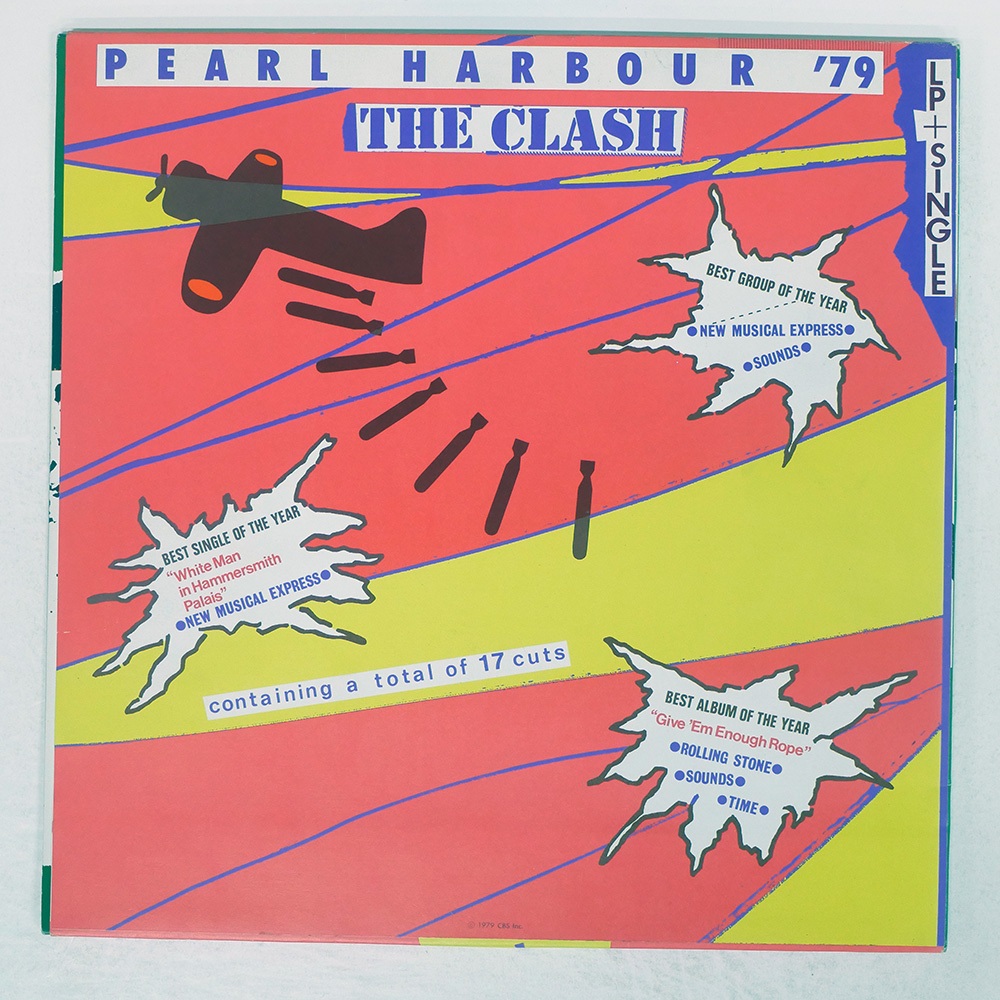 PEARL HARBOUR '79
THE CLASH
LP + SINGLE
BEST GROUP OF THE YEAR
•NEW MUSICAL EXPRESS•
•SOUNDS•
BEST SINGLE OF THE YEAR
"White Man
in Hammersmith
Palais"
•NEW MUSICAL EXPRESS•
containing a total of 17 cuts
BEST ALBUM OF THE YEAR
"Give 'Em Enough Rope"
•ROLLING STONE•
•SOUNDS•
•TIME•
© 1979 CBS Inc.